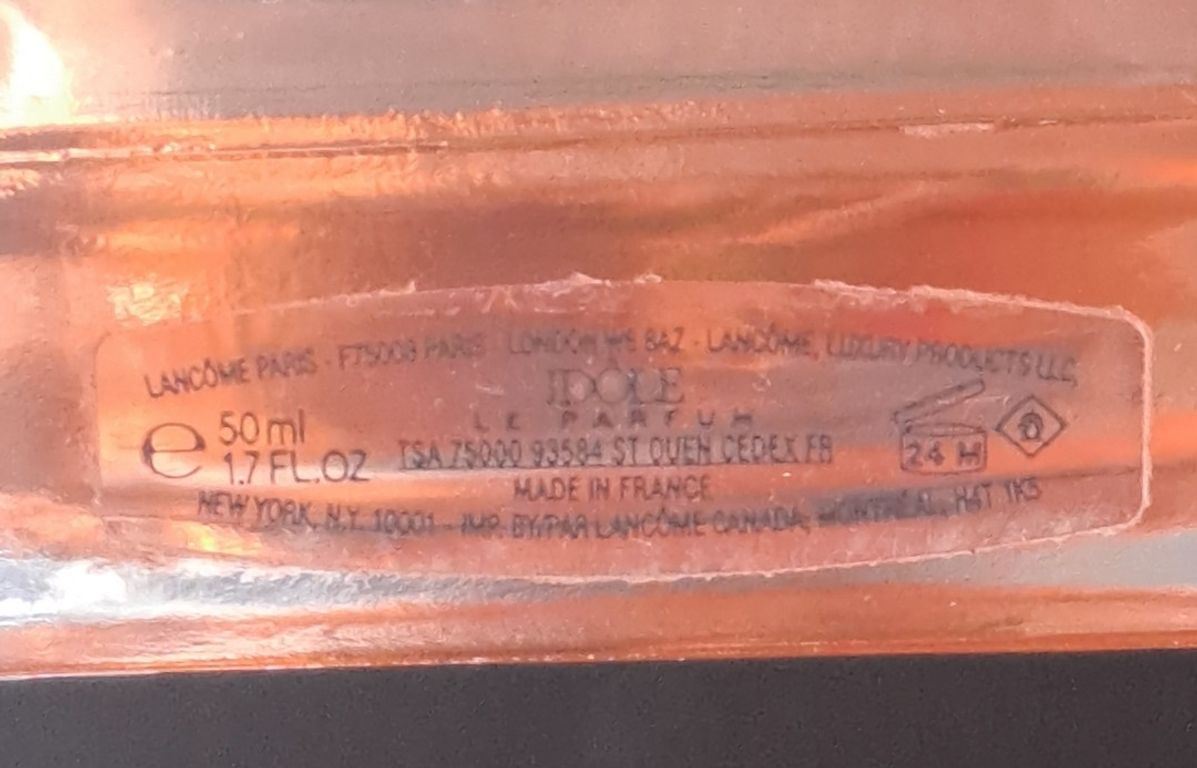 LANCÔME PARIS - F75008 PARIS - LONDON W6 8AZ - LANCÔME, LUXURY PRODUCTS LLC,
IDÔLE
LE PARFUM
50 ml
1.7 FL.OZ
TSA 75000 93584 ST OUEN CEDEX FR
24 M
MADE IN FRANCE
NEW YORK, N.Y. 10001 - IMP. BY/PAR LANCÔME CANADA, MONTRÉAL, H4T 1K5